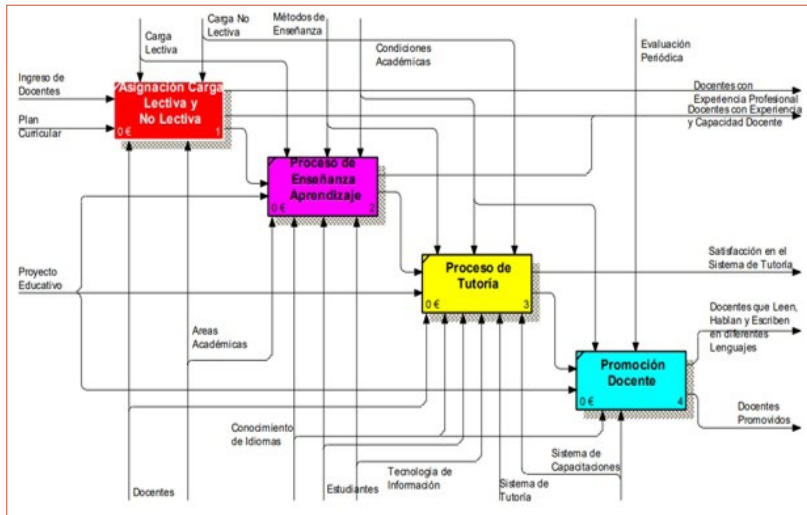 Carga
Lectiva
Carga No
Lectiva
Métodos de
Enseñanza
Condiciones
Académicas
Evaluación
Periódica
Ingreso de
Docentes
Plan
Curricular
Asignación Carga
Lectiva y
No Lectiva
0 €
1
Docentes con
Experiencia Profesional
Docentes con Experiencia
y Capacidad Docente
Proceso de
Enseñanza
Aprendizaje
0 €
2
Proyecto
Educativo
Proceso de
Tutoría
0 €
3
Satisfacción en el
Sistema de Tutoría
Areas
Académicas
Docentes que Leen,
Hablan y Escriben
en diferentes
Lenguajes
Promoción
Docente
0 €
4
Docentes
Promovidos
Conocimiento
de Idiomas
Sistema de
Capacitaciones
Tecnología de
Información
Docentes
Estudiantes
Sistema de
Tutoría